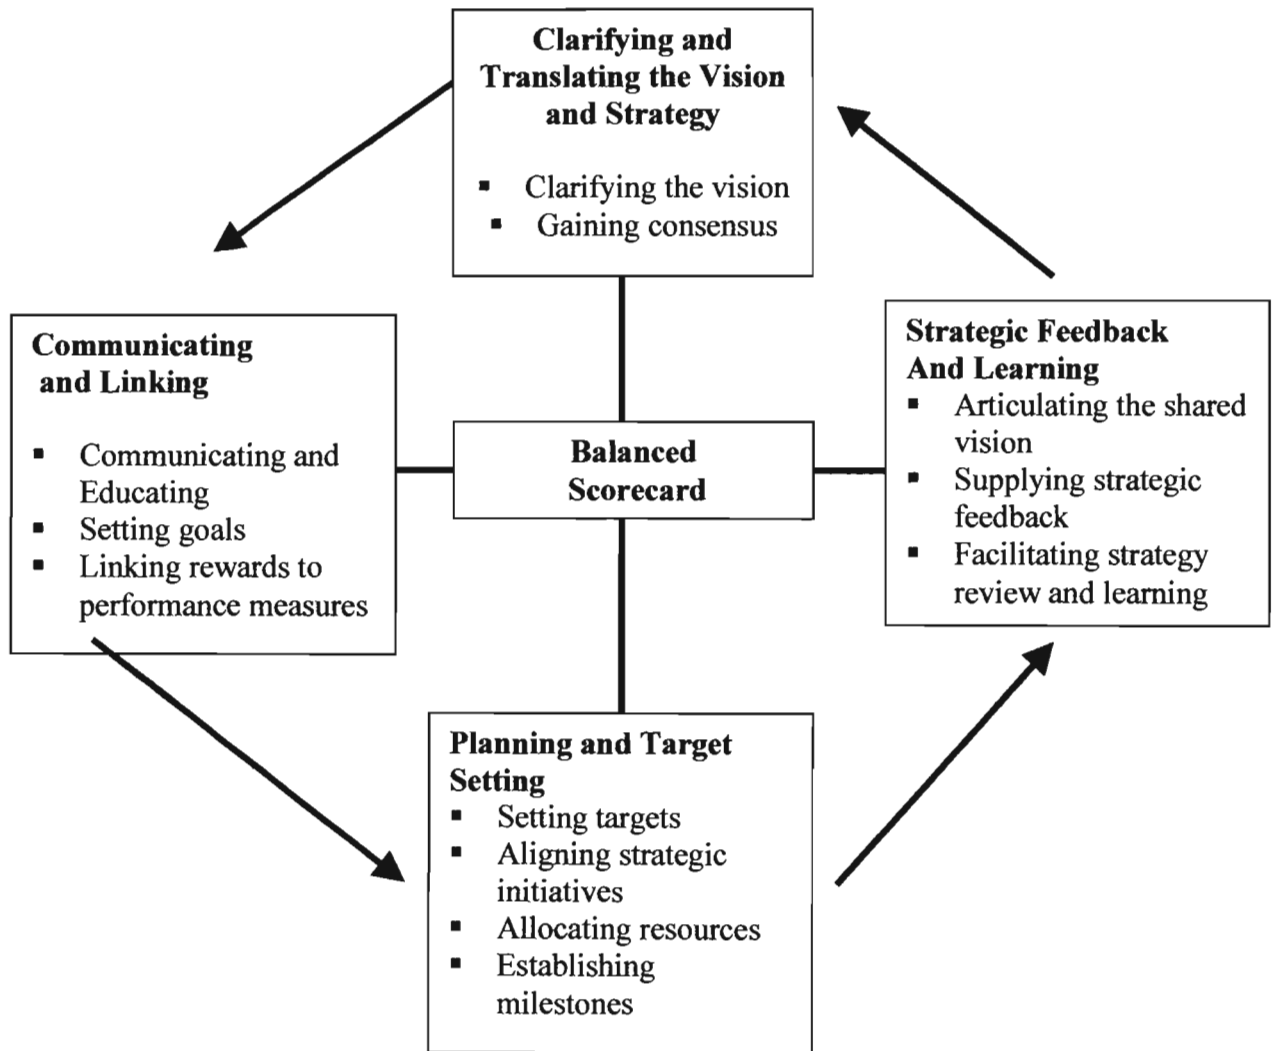 Clarifying and
Translating the Vision
and Strategy
▪ Clarifying the vision
▪ Gaining consensus
Communicating
and Linking
▪ Communicating and
Educating
▪ Setting goals
▪ Linking rewards to
performance measures
Balanced
Scorecard
Strategic Feedback
And Learning
▪ Articulating the shared
vision
▪ Supplying strategic
feedback
▪ Facilitating strategy
review and learning
Planning and Target
Setting
▪ Setting targets
▪ Aligning strategic
initiatives
▪ Allocating resources
▪ Establishing
milestones